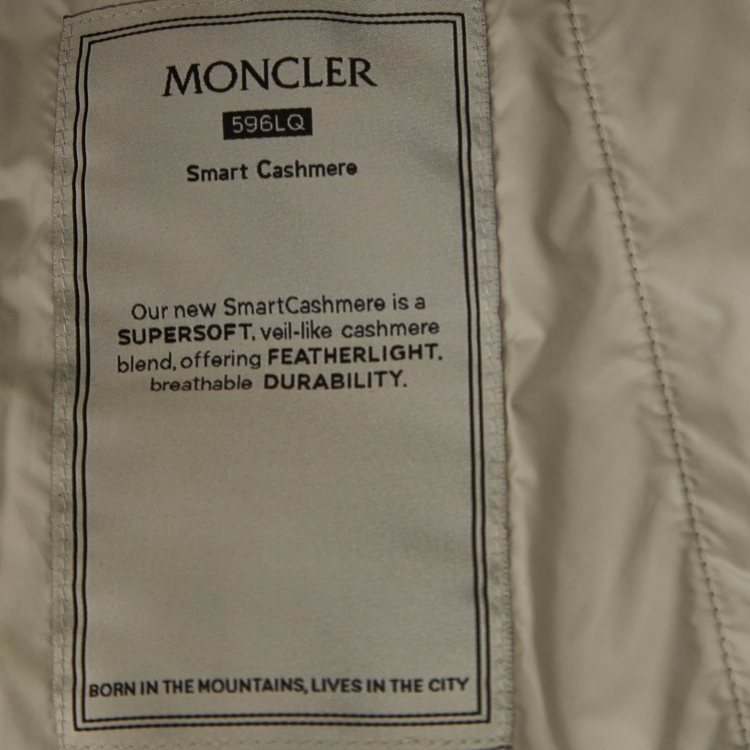 MONCLER
596LQ
Smart Cashmere
Our new SmartCashmere is a
SUPERSOFT, veil-like cashmere
blend, offering FEATHERLIGHT,
breathable DURABILITY.
BORN IN THE MOUNTAINS, LIVES IN THE CITY